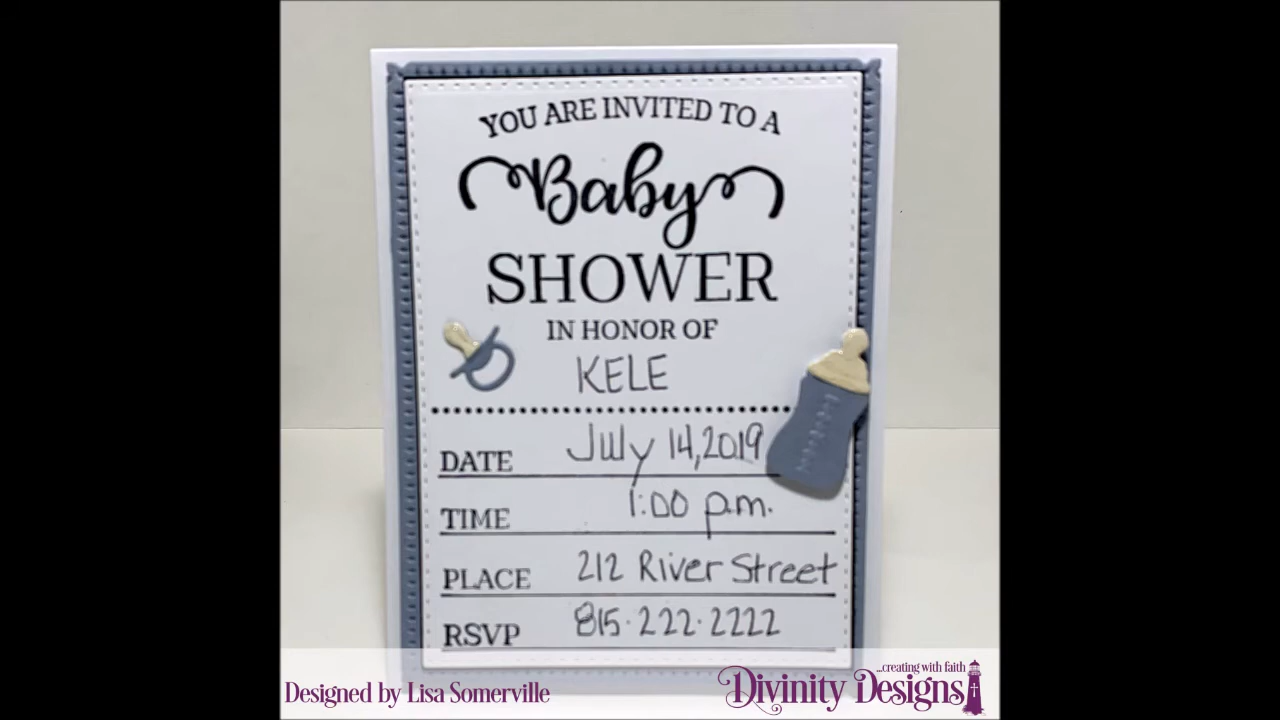 YOU ARE INVITED TO A
Baby
SHOWER
IN HONOR OF
KELE
DATE July 14, 2019
TIME 1:00 p.m.
PLACE 212 River Street
RSVP 815·222·2222
...creating with faith
Designed by Lisa Somerville Divinity Designs